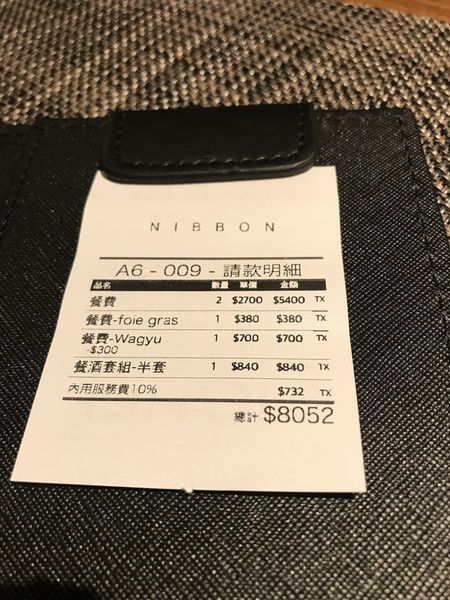 NIBBON
A6 - 009 - 請款明細
品名 數量 單價 金額
餐費 2 $2700 $5400 TX
餐費-foie gras 1 $380 $380 TX
餐費-Wagyu 1 $700 $700 TX
-$300
餐酒套組-半套 1 $840 $840 TX
內用服務費10% $732 TX
總計 $8052